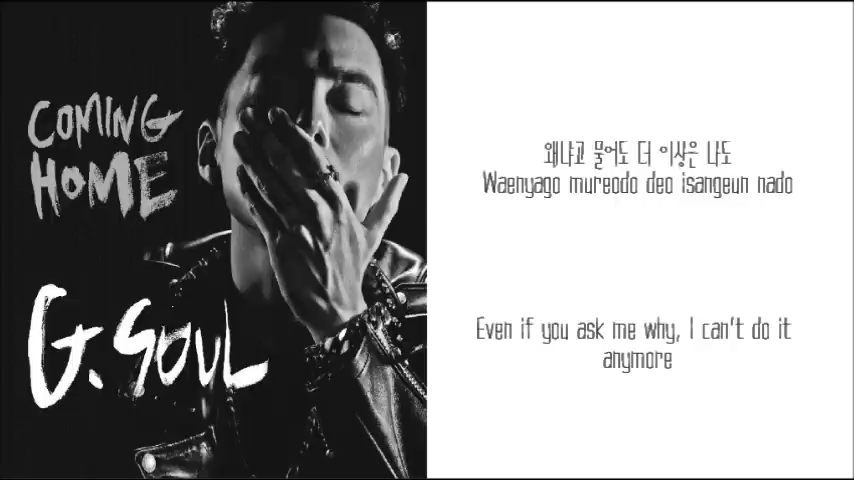 COMING
HOME
G.SOUL
왜냐고 물어도 더 이상은 나도
Waenyago mureodo deo isangeun nado
Even if you ask me why, I can't do it
anymore